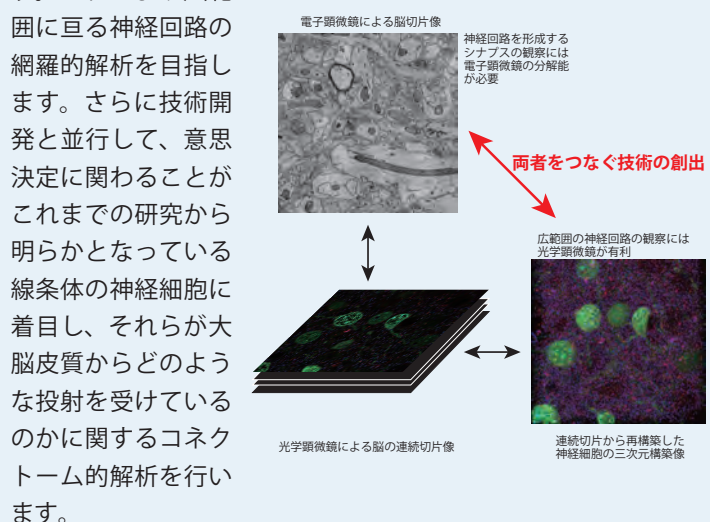 囲に亘る神経回路の
網羅的解析を目指し
ます。さらに技術開
発と並行して、意思
決定に関わることが
これまでの研究から
明らかとなっている
線条体の神経細胞に
着目し、それらが大
脳皮質からどのよう
な投射を受けている
のかに関するコネク
トーム的解析を行い
ます。
電子顕微鏡による脳切片像
神経回路を形成する
シナプスの観察には
電子顕微鏡の分解能
が必要
両者をつなぐ技術の創出
広範囲の神経回路の観察には
光学顕微鏡が有利
光学顕微鏡による脳の連続切片像
連続切片から再構築した
神経細胞の三次元構築像